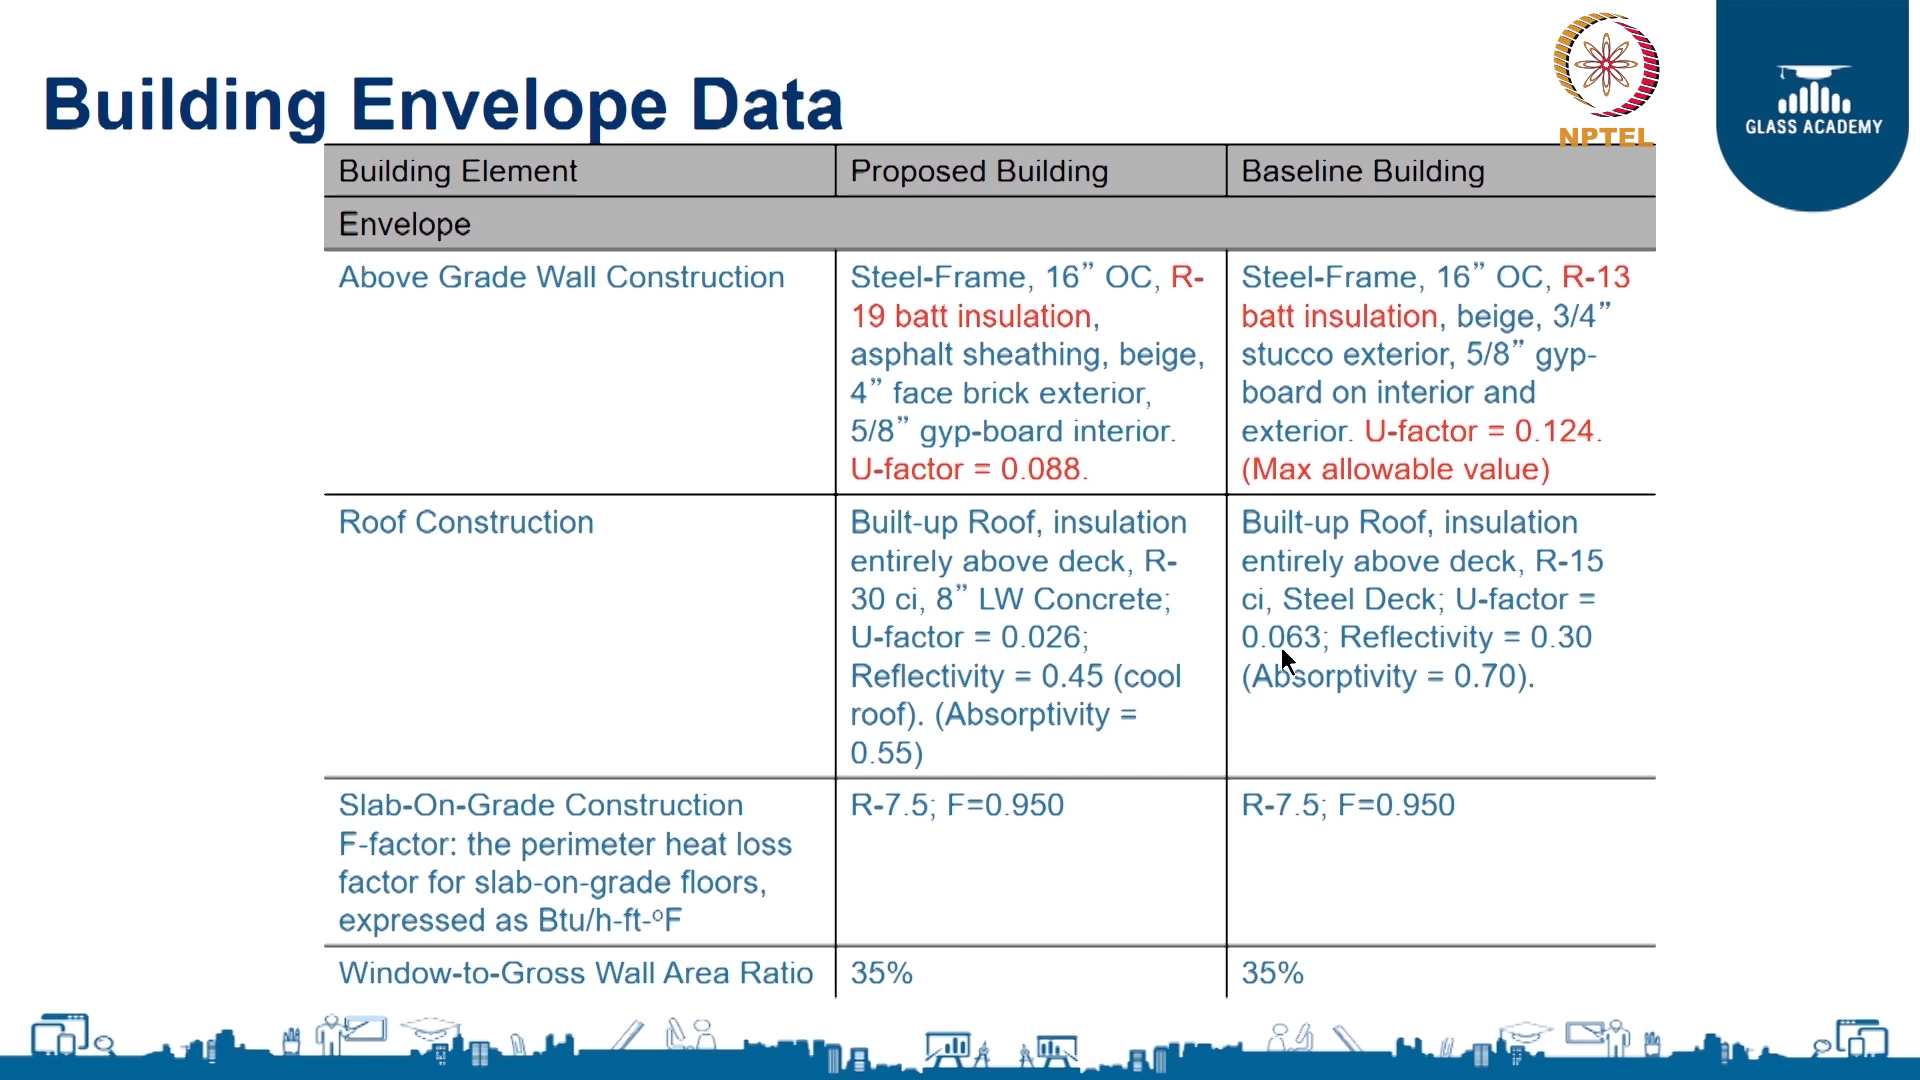 Building Envelope Data
NPTEL
GLASS ACADEMY
Building Element
Proposed Building
Baseline Building
Envelope
Above Grade Wall Construction
Steel-Frame, 16” OC, R-
19 batt insulation,
asphalt sheathing, beige,
4” face brick exterior,
5/8” gyp-board interior.
U-factor = 0.088.
Steel-Frame, 16” OC, R-13
batt insulation, beige, 3/4”
stucco exterior, 5/8” gyp-
board on interior and
exterior. U-factor = 0.124.
(Max allowable value)
Roof Construction
Built-up Roof, insulation
entirely above deck, R-
30 ci, 8” LW Concrete;
U-factor = 0.026;
Reflectivity = 0.45 (cool
roof). (Absorptivity =
0.55)
Built-up Roof, insulation
entirely above deck, R-15
ci, Steel Deck; U-factor =
0.063; Reflectivity = 0.30
(Absorptivity = 0.70).
Slab-On-Grade Construction
F-factor: the perimeter heat loss
factor for slab-on-grade floors,
expressed as Btu/h-ft-ºF
R-7.5; F=0.950
R-7.5; F=0.950
Window-to-Gross Wall Area Ratio
35%
35%